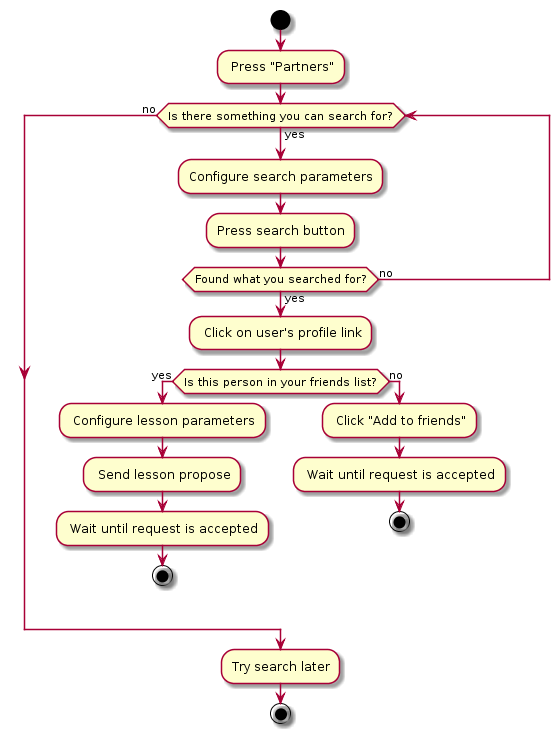 Press "Partners"
no
Is there something you can search for?
yes
Configure search parameters
Press search button
Found what you searched for?
no
yes
Click on user's profile link
yes
Is this person in your friends list?
no
Configure lesson parameters
Click "Add to friends"
Send lesson propose
Wait until request is accepted
Wait until request is accepted
Try search later